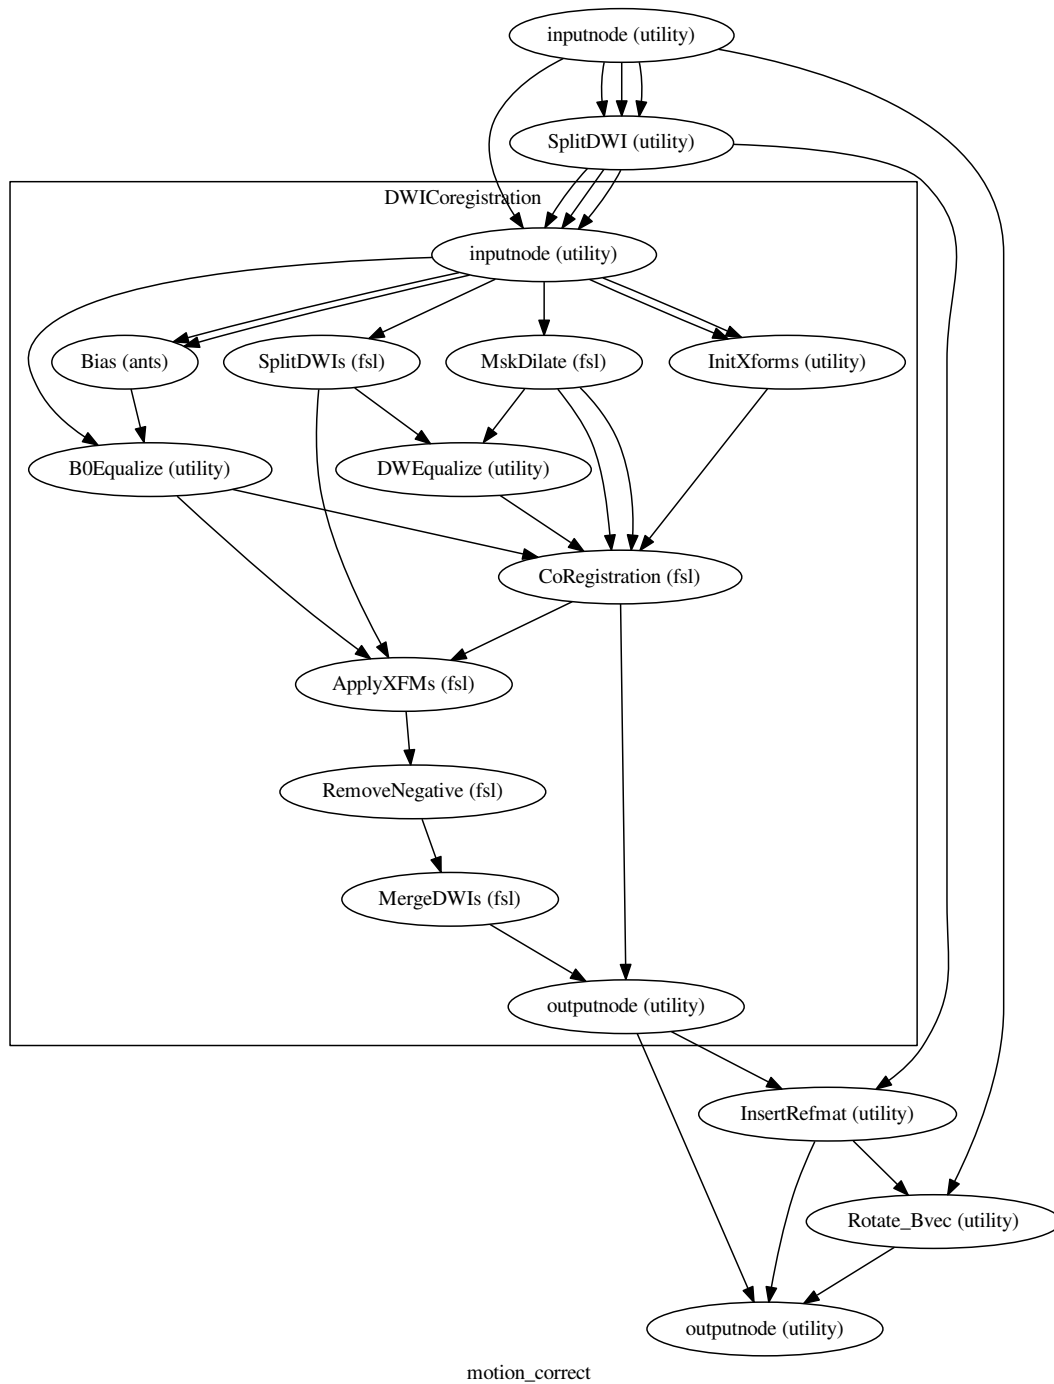 inputnode (utility)
SplitDWI (utility)
DWICoregistration
inputnode (utility)
Bias (ants)
SplitDWIs (fsl)
MskDilate (fsl)
InitXforms (utility)
B0Equalize (utility)
DWEqualize (utility)
CoRegistration (fsl)
ApplyXFMs (fsl)
RemoveNegative (fsl)
MergeDWIs (fsl)
outputnode (utility)
InsertRefmat (utility)
Rotate_Bvec (utility)
outputnode (utility)
motion_correct